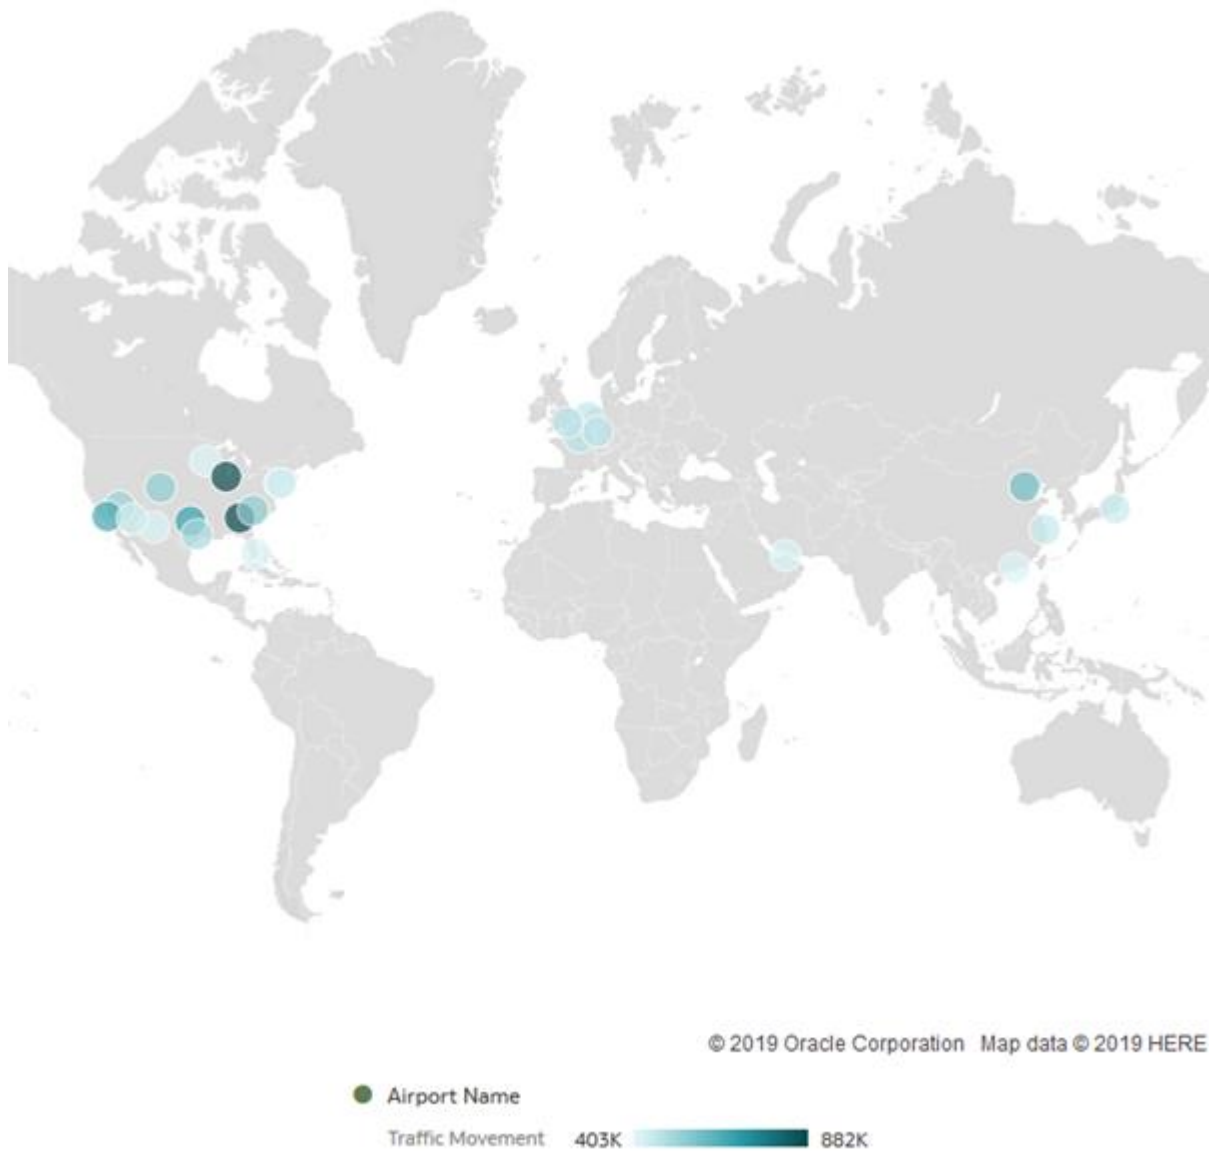 © 2019 Oracle Corporation Map data © 2019 HERE
Airport Name
Traffic Movement 403K 882K